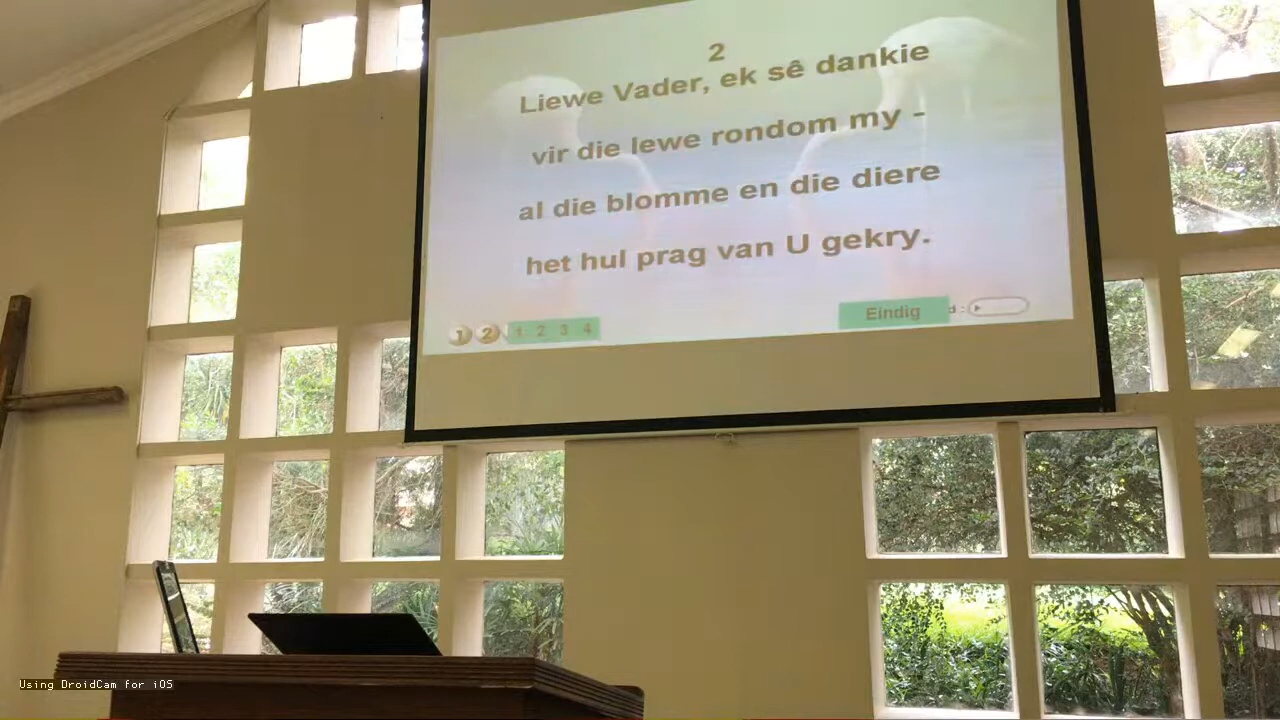 2
Liewe Vader, ek sê dankie
vir die lewe rondom my -
al die blomme en die diere
het hul prag van U gekry.
1 2 1 2 3 4
Eindig
Using DroidCam for iOS